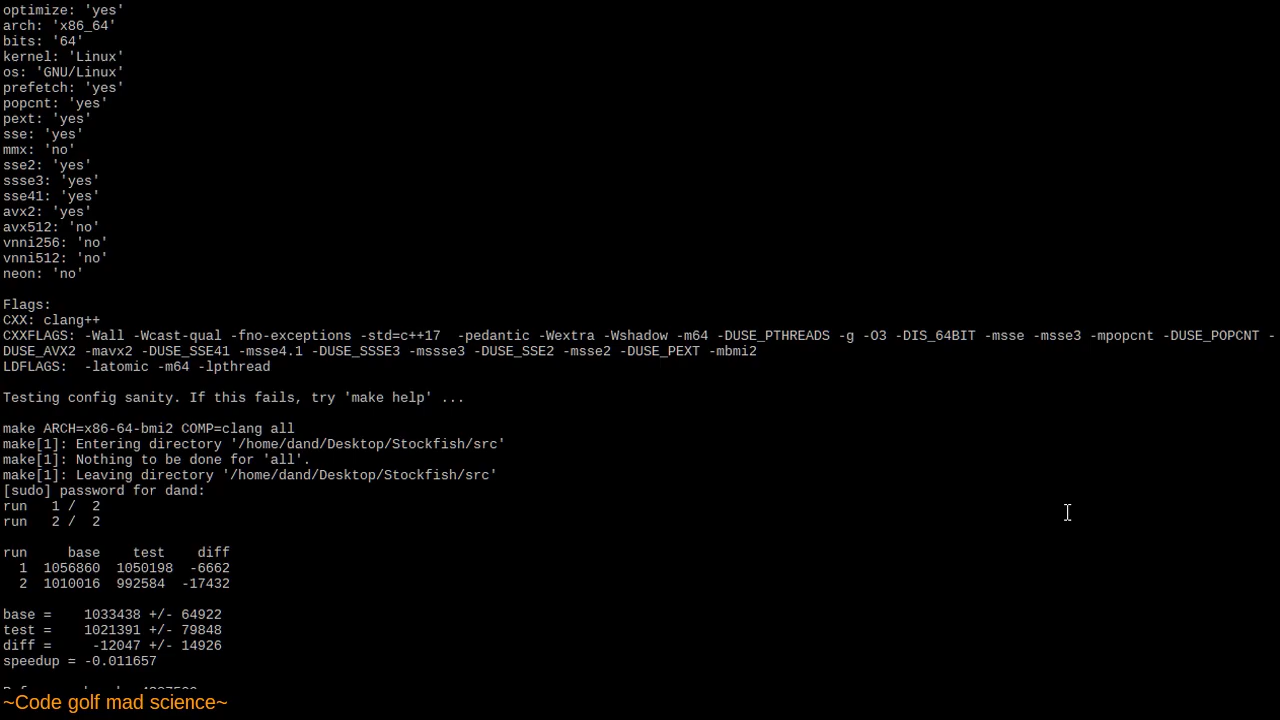 optimize: 'yes'
arch: 'x86_64'
bits: '64'
kernel: 'Linux'
os: 'GNU/Linux'
prefetch: 'yes'
popcnt: 'yes'
pext: 'yes'
sse: 'yes'
mmx: 'no'
sse2: 'yes'
ssse3: 'yes'
sse41: 'yes'
avx2: 'yes'
avx512: 'no'
vnni256: 'no'
vnni512: 'no'
neon: 'no'
Flags:
CXX: clang++
CXXFLAGS: -Wall -Wcast-qual -fno-exceptions -std=c++17  -pedantic -Wextra -Wshadow -m64 -DUSE_PTHREADS -g -O3 -DIS_64BIT -msse -msse3 -mpopcnt -DUSE_POPCNT -
DUSE_AVX2 -mavx2 -DUSE_SSE41 -msse4.1 -DUSE_SSSE3 -mssse3 -DUSE_SSE2 -msse2 -DUSE_PEXT -mbmi2
LDFLAGS:  -latomic -m64 -lpthread
Testing config sanity. If this fails, try 'make help' ...
make ARCH=x86-64-bmi2 COMP=clang all
make[1]: Entering directory '/home/dand/Desktop/Stockfish/src'
make[1]: Nothing to be done for 'all'.
make[1]: Leaving directory '/home/dand/Desktop/Stockfish/src'
[sudo] password for dand:
run   1 /  2
run   2 /  2
run     base    test    diff
  1  1056860  1050198  -6662
  2  1010016  992584  -17432
base =    1033438 +/- 64922
test =    1021391 +/- 79848
diff =     -12047 +/- 14926
speedup = -0.011657
~Code golf mad science~